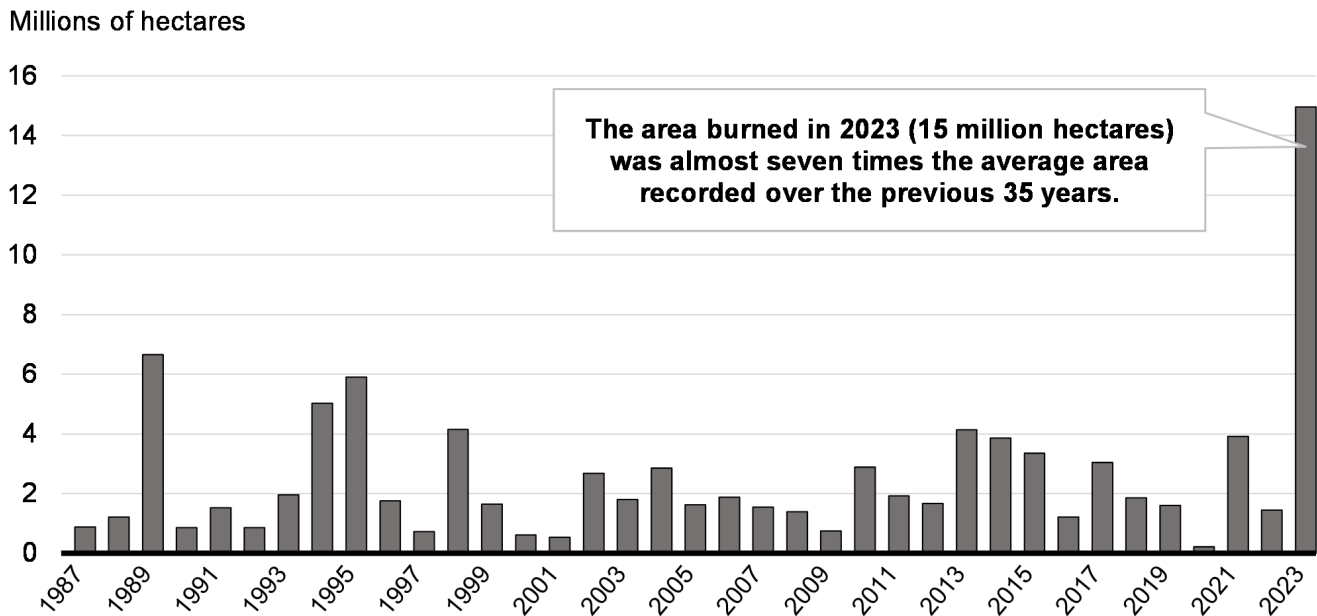 Millions of hectares
16
The area burned in 2023 (15 million hectares)
14
was almost seven times the average area
12
recorded over the previous 35 years.
10
8
6
4
2
0
1987 1989 1991 1993 1995 1997 1999 2001 2003 2005 2007 2009 2011 2013 2015 2017 2019 2021 2023